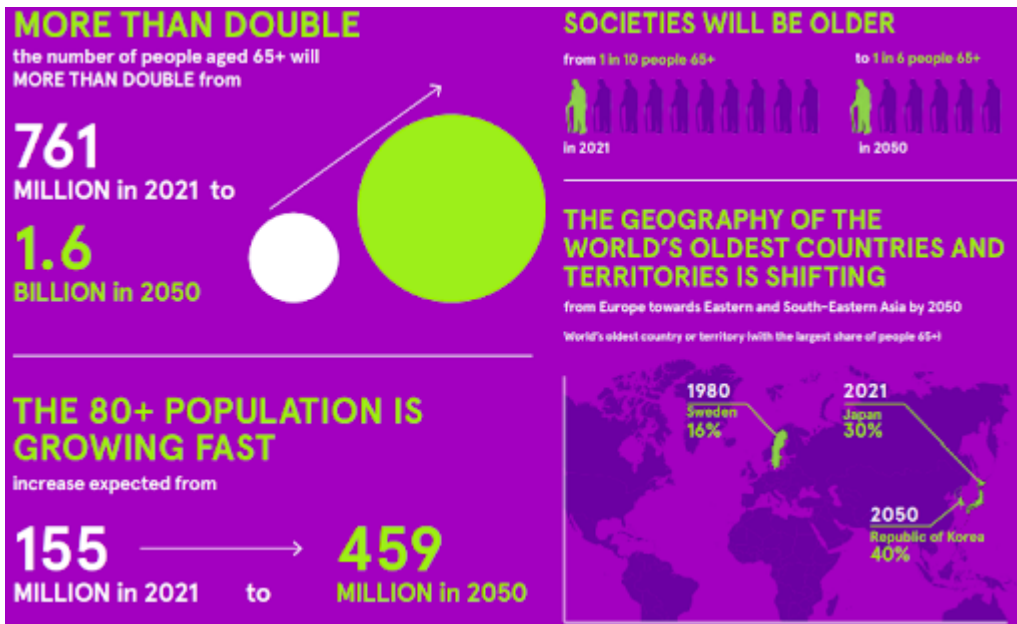 MORE THAN DOUBLE
the number of people aged 65+ will
MORE THAN DOUBLE from
761
MILLION in 2021 to
1.6
BILLION in 2050
THE 80+ POPULATION IS
GROWING FAST
increase expected from
155
459
MILLION in 2021 to MILLION in 2050
SOCIETIES WILL BE OLDER
from 1 in 10 people 65+
to 1 in 6 people 65+
in 2021
in 2050
THE GEOGRAPHY OF THE
WORLD'S OLDEST COUNTRIES AND
TERRITORIES IS SHIFTING
from Europe towards Eastern and South-Eastern Asia by 2050
World's oldest country or territory (with the largest share of people 65+)
1980
Sweden
16%
2021
Japan
30%
2050
Republic of Korea
40%